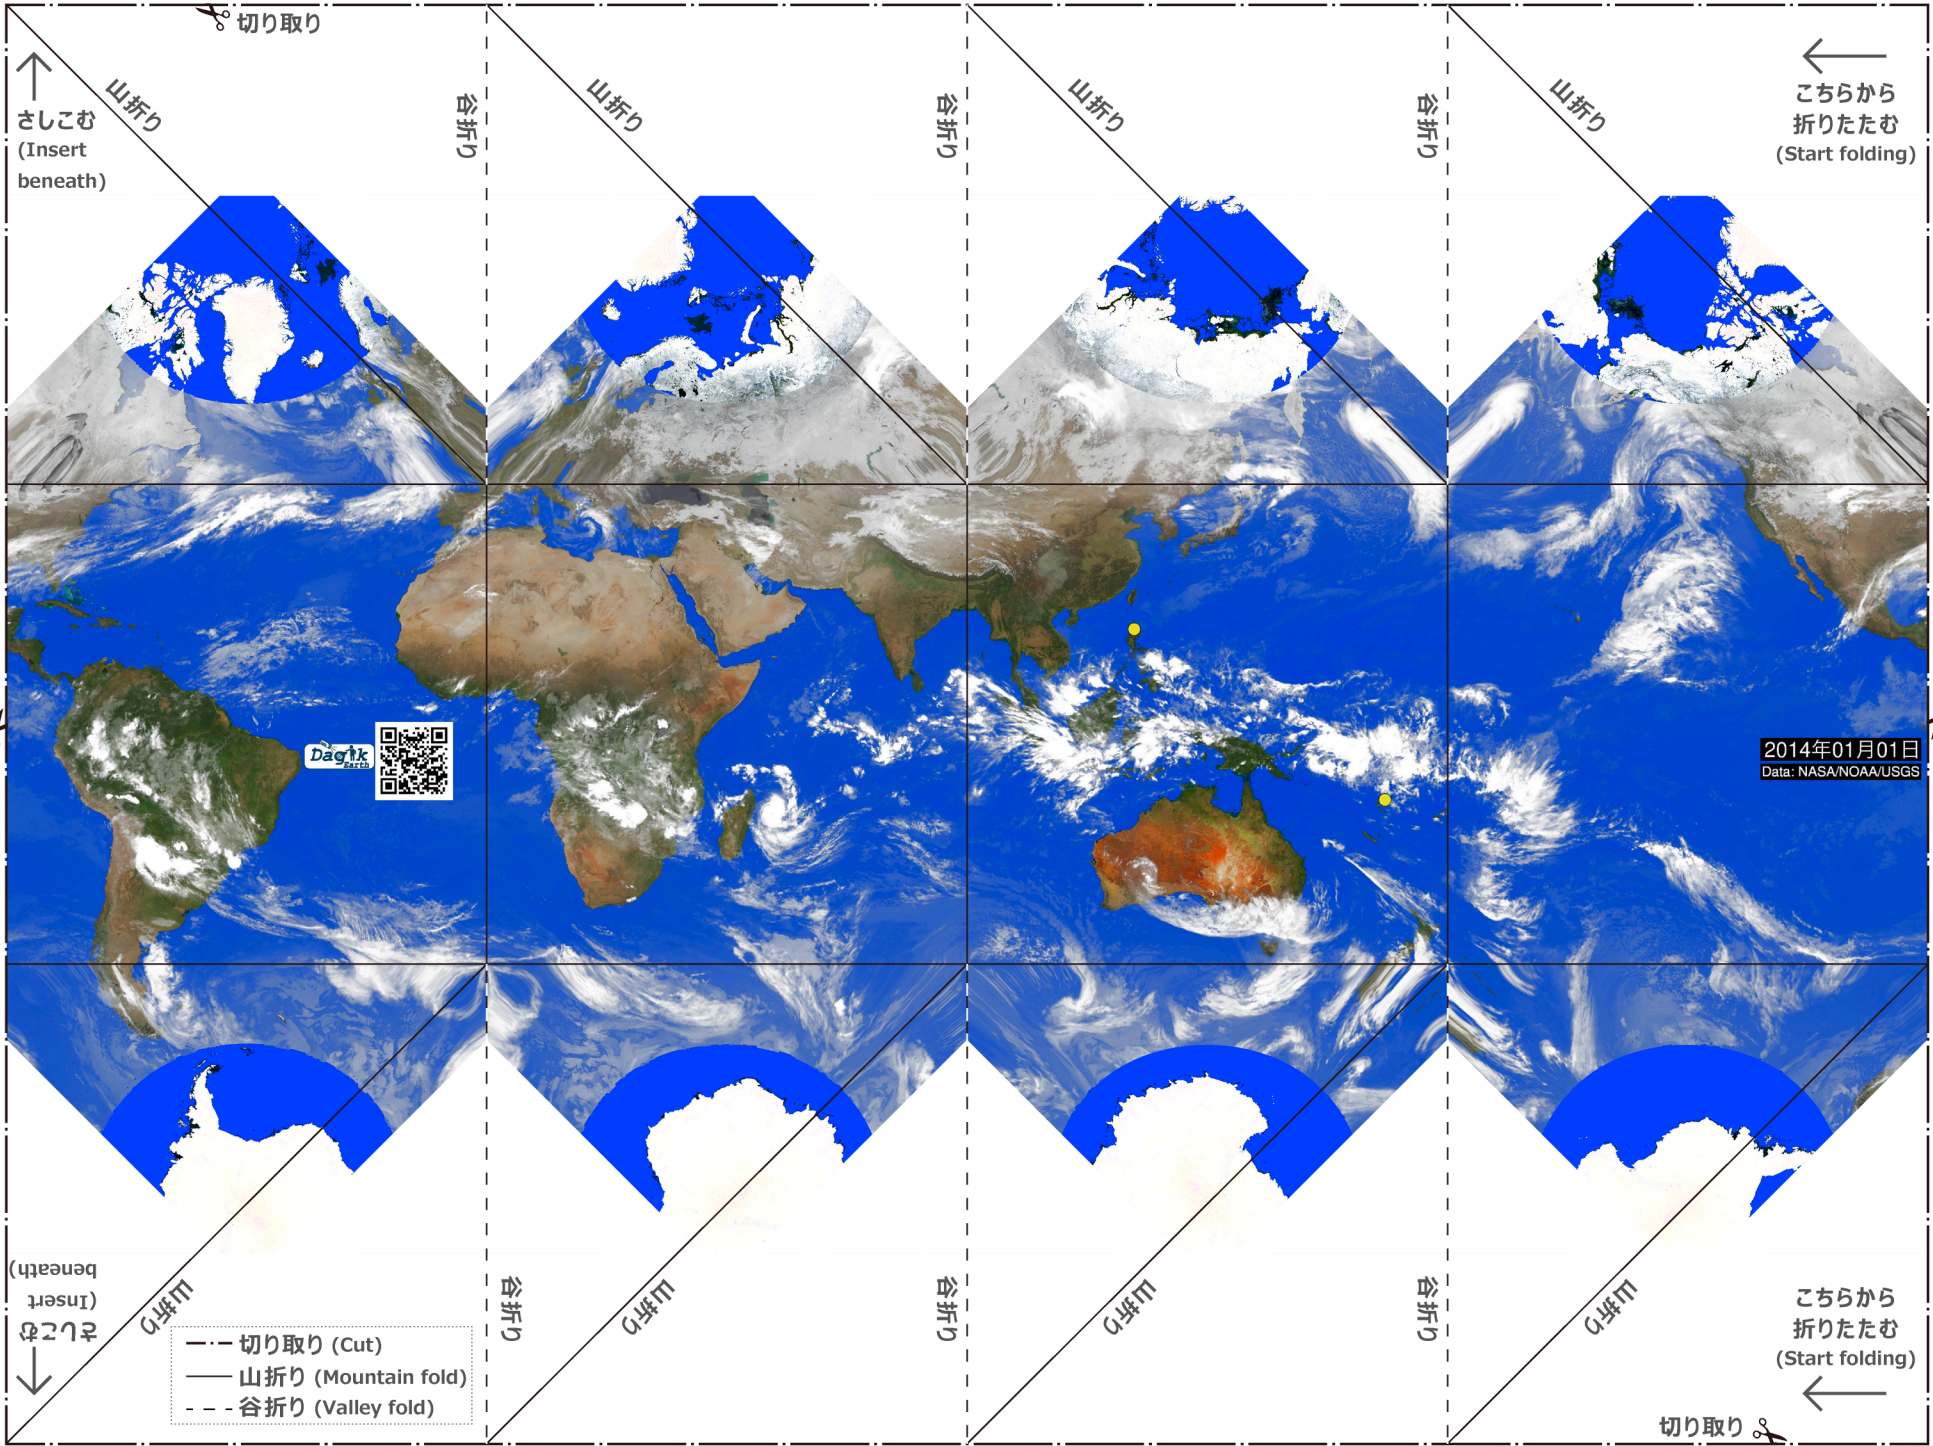 切り取り
さしこむ
(Insert
beneath)
山折り
谷折り
山折り
谷折り
山折り
谷折り
山折り
こちらから
折りたたむ
(Start folding)
Dagik
Earth
2014年01月01日
Data: NASA/NOAA/USGS
さしこむ
(Insert
beneath)
山折り
谷折り
山折り
谷折り
山折り
谷折り
山折り
こちらから
折りたたむ
(Start folding)
切り取り (Cut)
山折り (Mountain fold)
谷折り (Valley fold)
切り取り